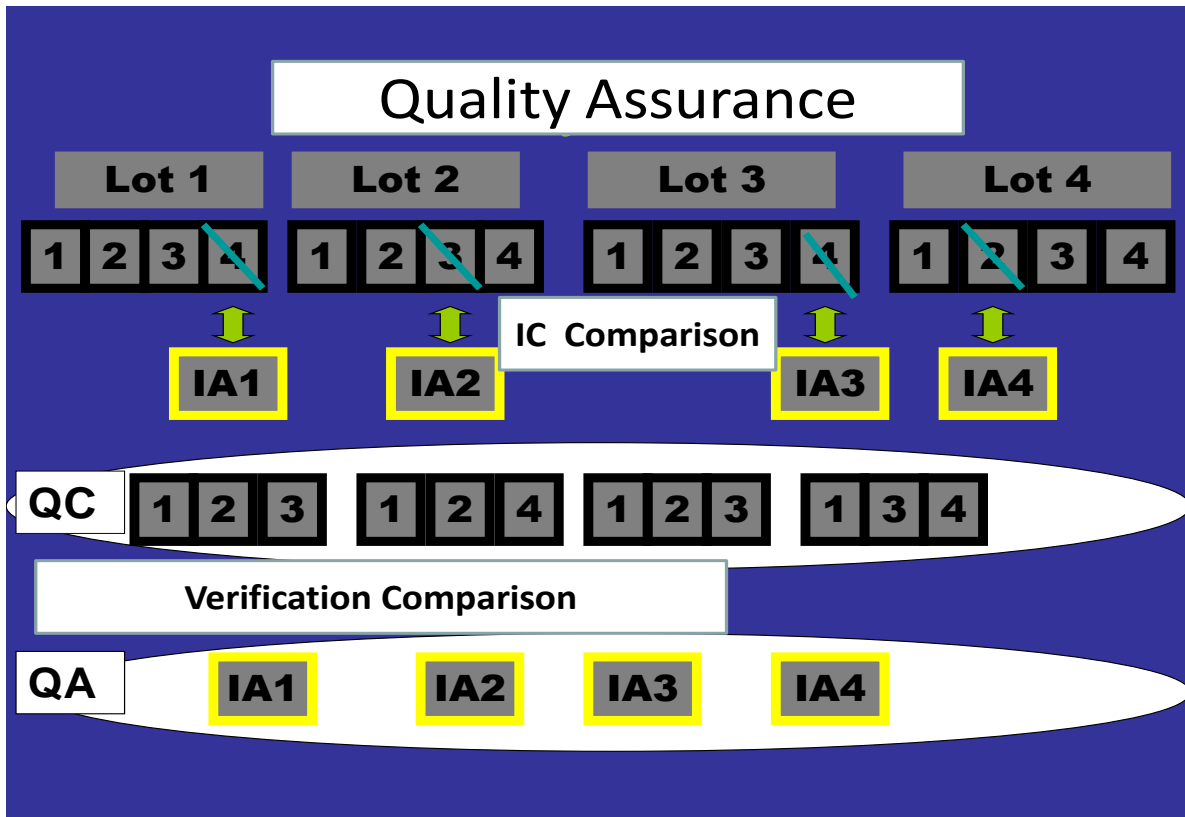 Quality Assurance
Lot 1 Lot 2 Lot 3 Lot 4
1 2 3 4 1 2 3 4 1 2 3 4 1 2 3 4
IC Comparison
IA1 IA2 IA3 IA4
QC 1 2 3 1 2 4 1 2 3 1 3 4
Verification Comparison
QA IA1 IA2 IA3 IA4